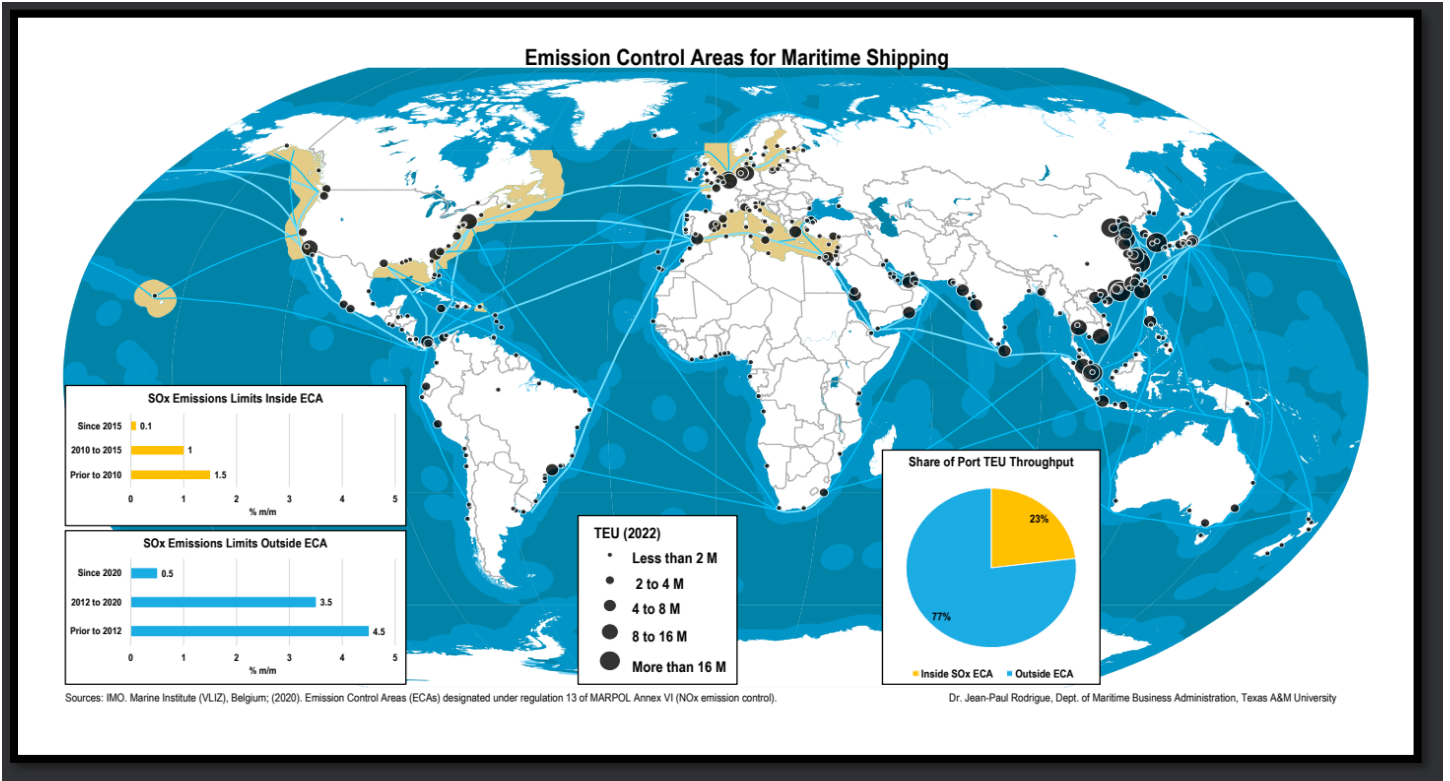 Emission Control Areas for Maritime Shipping
SOx Emissions Limits Inside ECA
Since 2015
0.1
2010 to 2015
1
Prior to 2010
1.5
0 1 2 3 4 5
% m/m
SOx Emissions Limits Outside ECA
Since 2020
0.5
2012 to 2020
3.5
Prior to 2012
4.5
0 1 2 3 4 5
% m/m
TEU (2022)
Less than 2 M
2 to 4 M
4 to 8 M
8 to 16 M
More than 16 M
Share of Port TEU Throughput
23%
77%
Inside SOx ECA Outside ECA
Sources: IMO. Marine Institute (VLIZ), Belgium; (2020). Emission Control Areas (ECAs) designated under regulation 13 of MARPOL Annex VI (NOx emission control).
Dr. Jean-Paul Rodrigue, Dept. of Maritime Business Administration, Texas A&M University